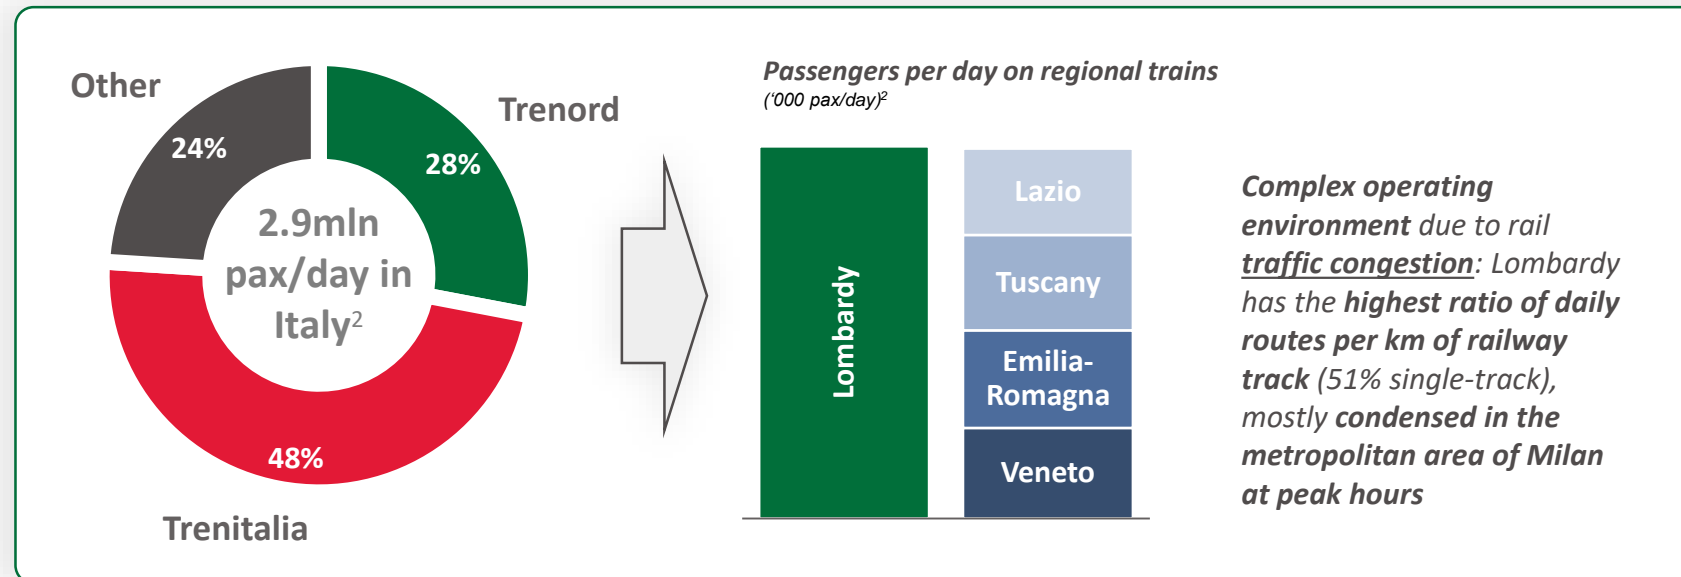 Other
Trenord
24%
28%
2.9mln
pax/day in
Italy²
48%
Trenitalia
Passengers per day on regional trains
(‘000 pax/day)²
Lombardy
Lazio
Tuscany
Emilia-
Romagna
Veneto
Complex operating
environment due to rail
traffic congestion: Lombardy
has the highest ratio of daily
routes per km of railway
track (51% single-track),
mostly condensed in the
metropolitan area of Milan
at peak hours